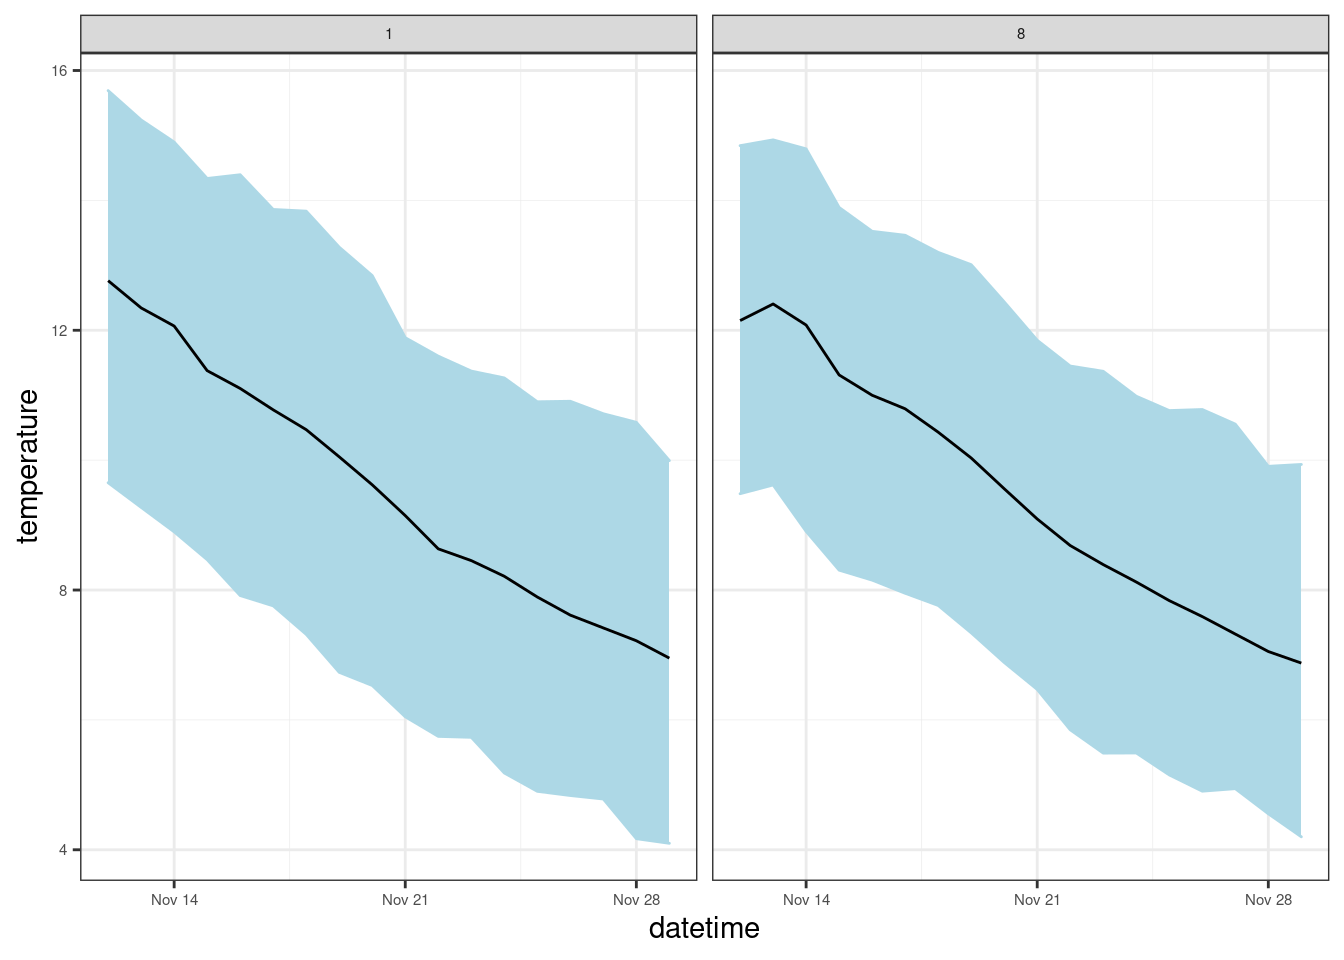 1
8
temperature
16
12
8
4
Nov 14
Nov 21
Nov 28
Nov 14
Nov 21
Nov 28
datetime